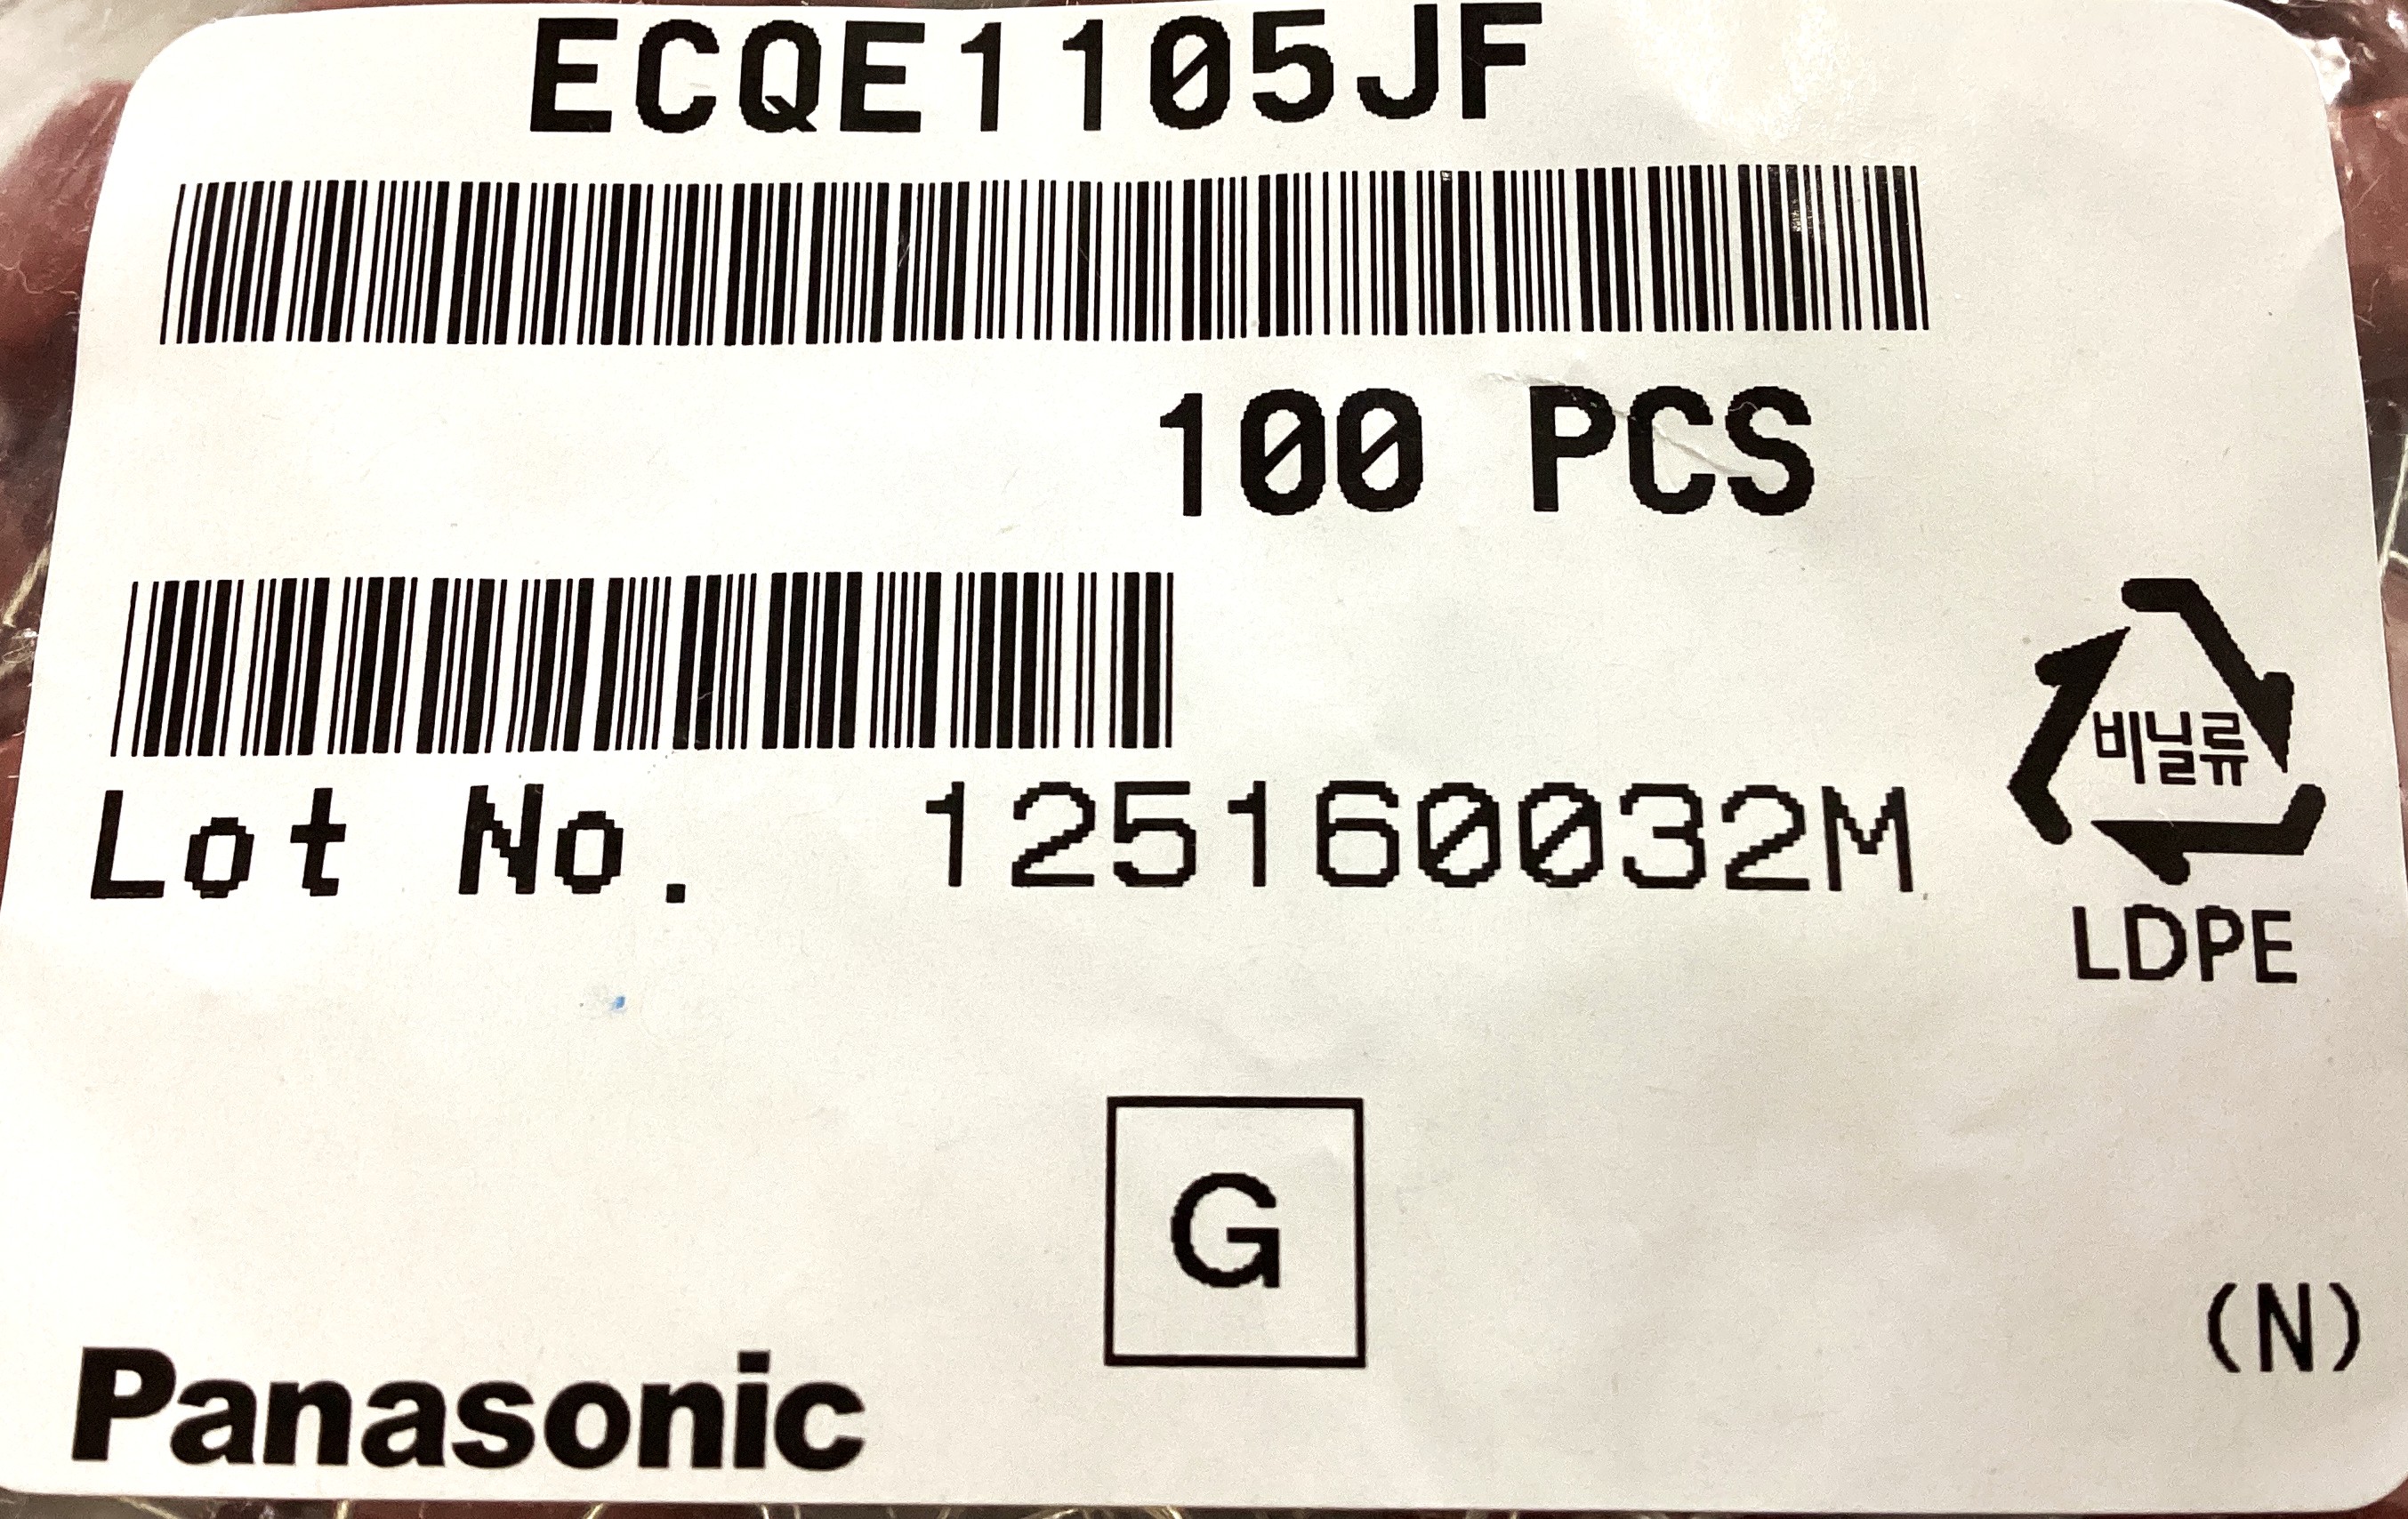 ECQE1105JF
100 PCS
비닐류
Lot No. 125160032M
LDPE
G
(N)
Panasonic